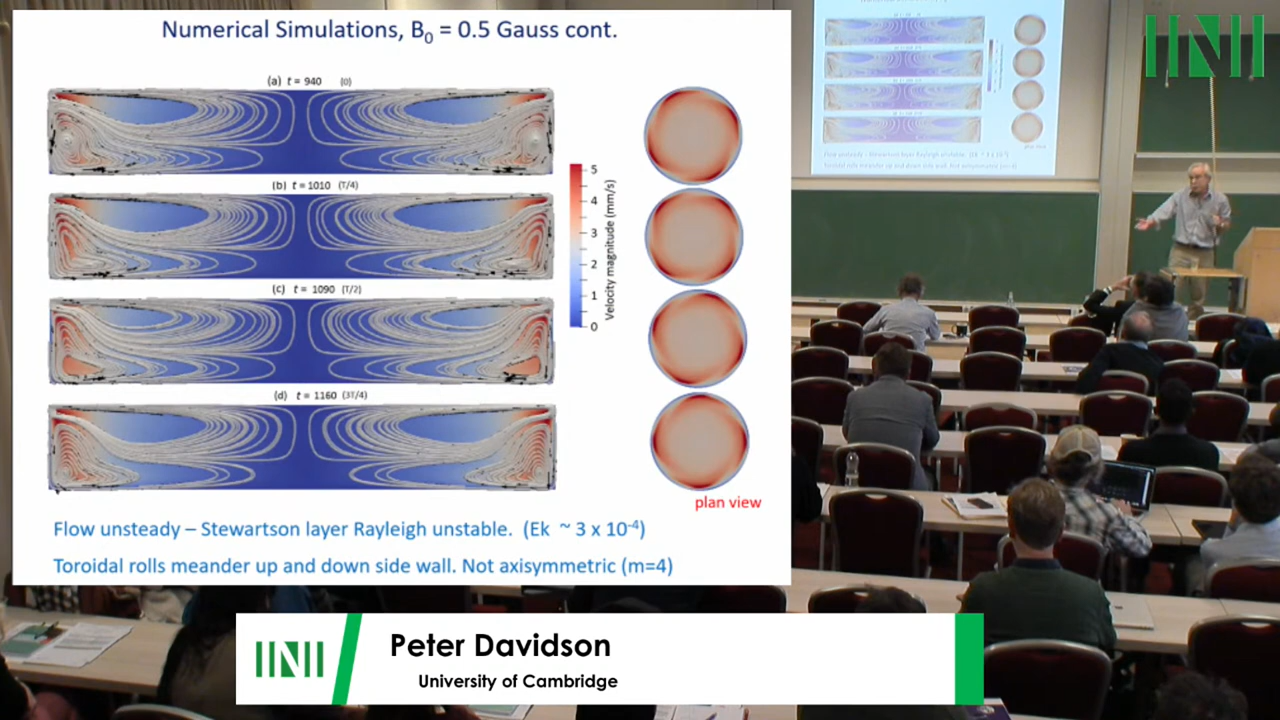 Numerical Simulations, B₀ = 0.5 Gauss cont.
(a) t = 940 (0)
(b) t = 1010 (T/4)
(c) t = 1090 (T/2)
(d) t = 1160 (3T/4)
5
4
3
2
1
0
Velocity magnitude (mm/s)
plan view
Flow unsteady – Stewartson layer Rayleigh unstable. (Ek ~ 3 x 10⁻⁴)
Toroidal rolls meander up and down side wall. Not axisymmetric (m=4)
Peter Davidson
University of Cambridge